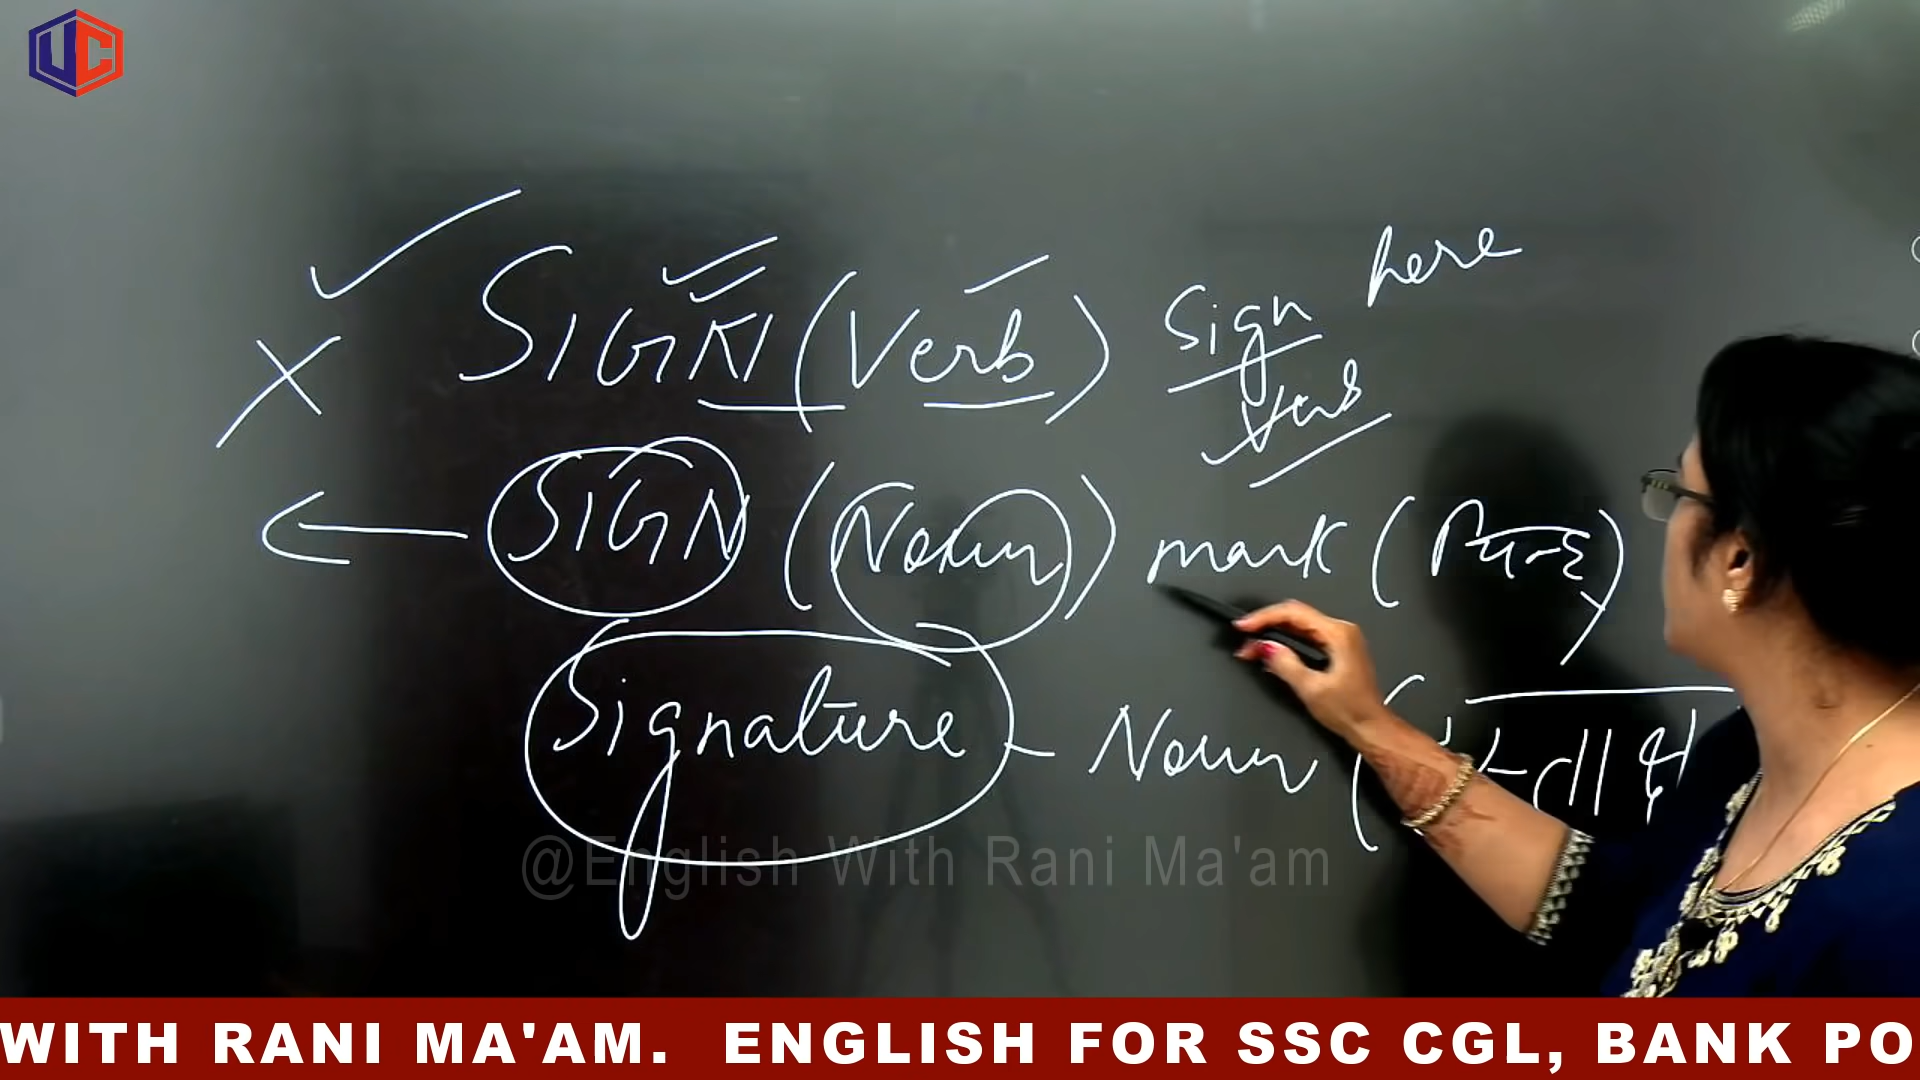 UC
SIGN (Verb) Sign here
Verb
SIGN (Noun) mark (चिन्ह)
Signature - Noun (
@English With Rani Ma'am
WITH RANI MA'AM. ENGLISH FOR SSC CGL, BANK PO